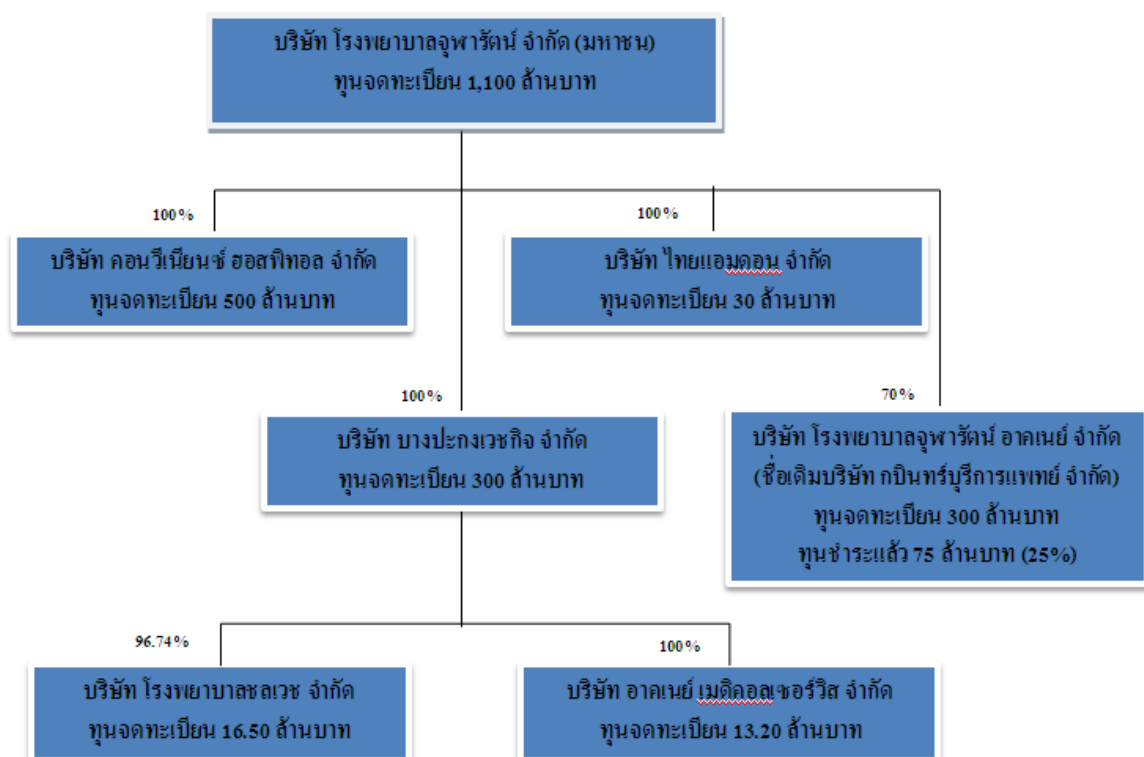 บริษัท โรงพยาบาลจุฬารัตน์ จำกัด (มหาชน)
ทุนจดทะเบียน 1,100 ล้านบาท
100%
บริษัท คอนวีเนียนซ์ ฮอสพิทอล จำกัด
ทุนจดทะเบียน 500 ล้านบาท
100%
บริษัท ไทยแอมดอน จำกัด
ทุนจดทะเบียน 30 ล้านบาท
100%
บริษัท บางปะกงเวชกิจ จำกัด
ทุนจดทะเบียน 300 ล้านบาท
70%
บริษัท โรงพยาบาลจุฬารัตน์ อาคเนย์ จำกัด
(ชื่อเดิมบริษัท กบินทร์บุรีการแพทย์ จำกัด)
ทุนจดทะเบียน 300 ล้านบาท
ทุนชำระแล้ว 75 ล้านบาท (25%)
96.74%
บริษัท โรงพยาบาลชลเวช จำกัด
ทุนจดทะเบียน 16.50 ล้านบาท
100%
บริษัท อาคเนย์ เมดิคอลเซอร์วิส จำกัด
ทุนจดทะเบียน 13.20 ล้านบาท